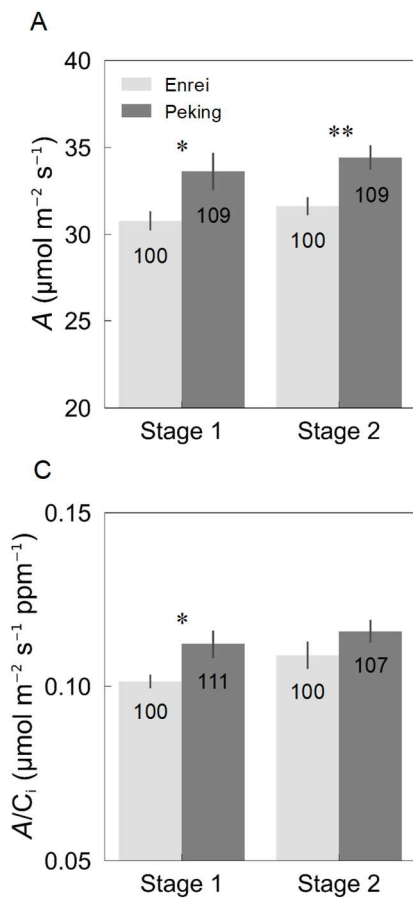 A
40
35
30
25
20
A (μmol m⁻² s⁻¹)
Enrei
Peking
*
**
100
109
100
109
Stage 1
Stage 2
C
0.15
0.10
0.05
A/Cᵢ (μmol m⁻² s⁻¹ ppm⁻¹)
*
100
111
100
107
Stage 1
Stage 2